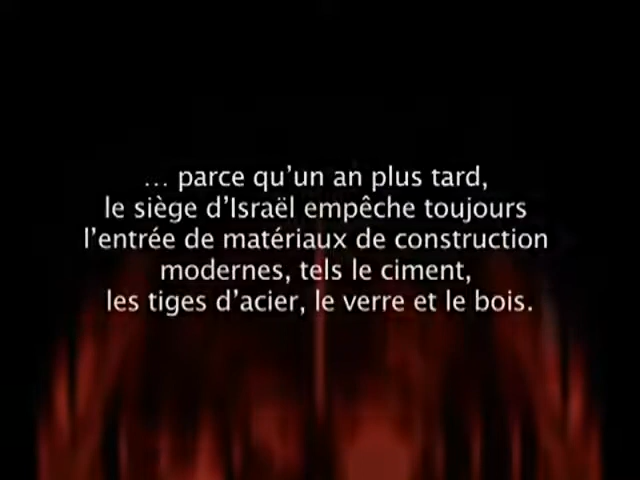 … parce qu’un an plus tard,
le siège d’Israël empêche toujours
l’entrée de matériaux de construction
modernes, tels le ciment,
les tiges d’acier, le verre et le bois.